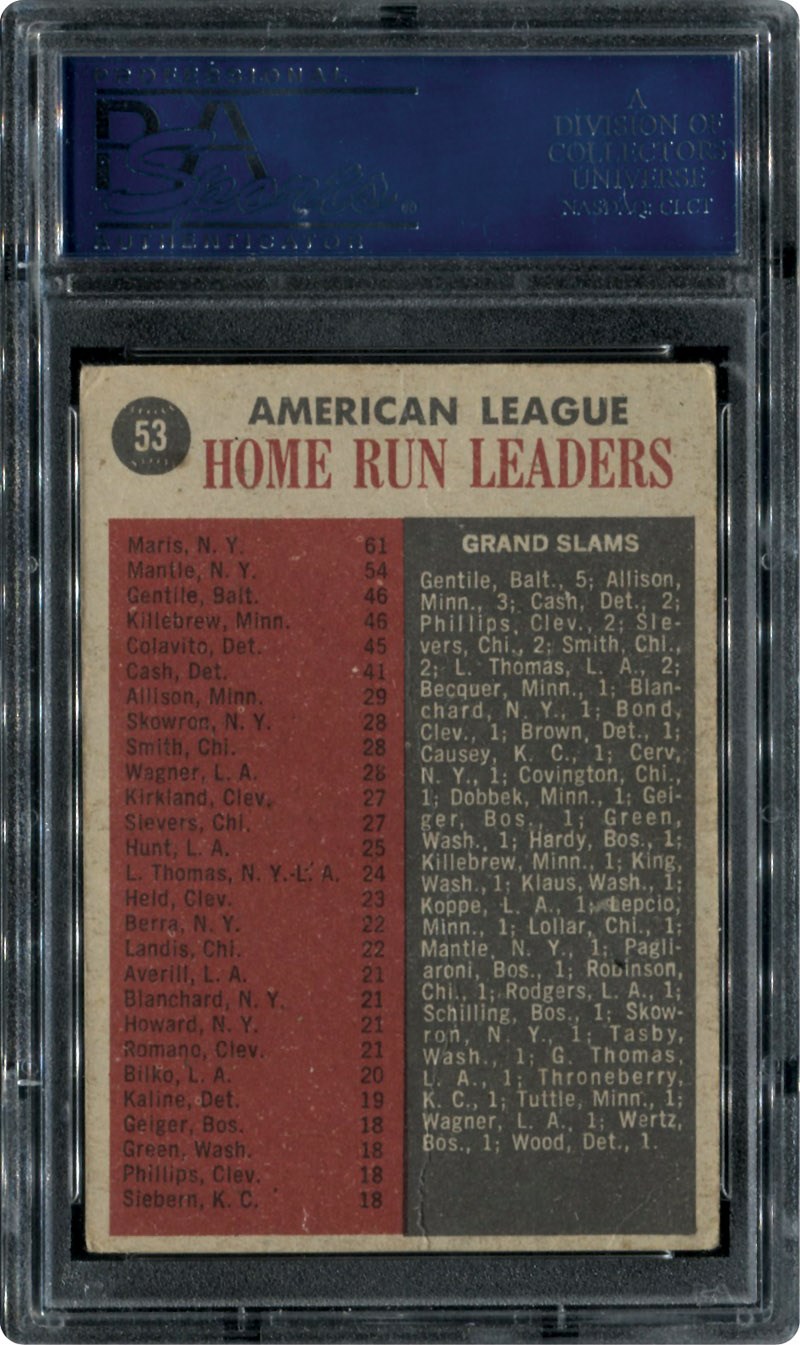 PROFESSIONAL
PSA
Sports
AUTHENTICATOR
A
DIVISION OF
COLLECTORS
UNIVERSE
NASDAQ: CLCT
53
AMERICAN LEAGUE
HOME RUN LEADERS
Maris, N. Y. 61
Mantle, N. Y. 54
Gentile, Balt. 46
Killebrew, Minn. 46
Colavito, Det. 45
Cash, Det. 41
Allison, Minn. 29
Skowron, N. Y. 28
Smith, Chi. 28
Wagner, L. A. 28
Kirkland, Clev. 27
Sievers, Chi. 27
Hunt, L. A. 25
L. Thomas, N. Y.-L. A. 24
Held, Clev. 23
Berra, N. Y. 22
Landis, Chi. 22
Averill, L. A. 21
Blanchard, N. Y. 21
Howard, N. Y. 21
Romano, Clev. 21
Bilko, L. A. 20
Kaline, Det. 19
Geiger, Bos. 18
Green, Wash. 18
Phillips, Clev. 18
Siebern, K. C. 18
GRAND SLAMS
Gentile, Balt., 5; Allison,
Minn., 3; Cash, Det., 2;
Phillips, Clev., 2; Sie-
vers, Chi., 2; Smith, Chi.,
2; L. Thomas, L. A., 2;
Becquer, Minn., 1; Blan-
chard, N. Y., 1; Bond,
Clev., 1; Brown, Det., 1;
Causey, K. C., 1; Cerv,
N. Y., 1; Covington, Chi.,
1; Dobbek, Minn., 1; Gei-
ger, Bos., 1; Green,
Wash., 1; Hardy, Bos., 1;
Killebrew, Minn., 1; King,
Wash., 1; Klaus, Wash., 1;
Koppe, L. A., 1; Lepcio,
Minn., 1; Lollar, Chi., 1;
Mantle, N. Y., 1; Pagli-
aroni, Bos., 1; Robinson,
Chi., 1; Rodgers, L. A., 1;
Schilling, Bos., 1; Skow-
ron, N. Y., 1; Tasby,
Wash., 1; G. Thomas,
L. A., 1; Throneberry,
K. C., 1; Tuttle, Minn., 1;
Wagner, L. A., 1; Wertz,
Bos., 1; Wood, Det., 1.